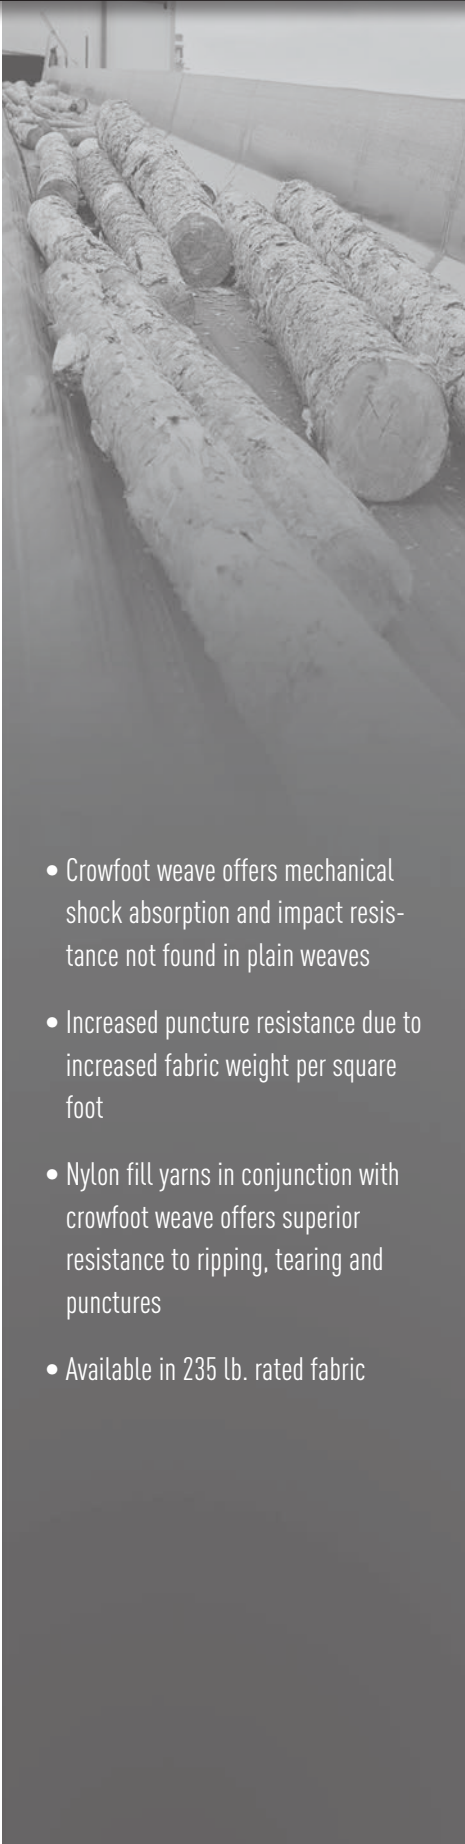 • Crowfoot weave offers mechanical
shock absorption and impact resis-
tance not found in plain weaves
• Increased puncture resistance due to
increased fabric weight per square
foot
• Nylon fill yarns in conjunction with
crowfoot weave offers superior
resistance to ripping, tearing and
punctures
• Available in 235 lb. rated fabric